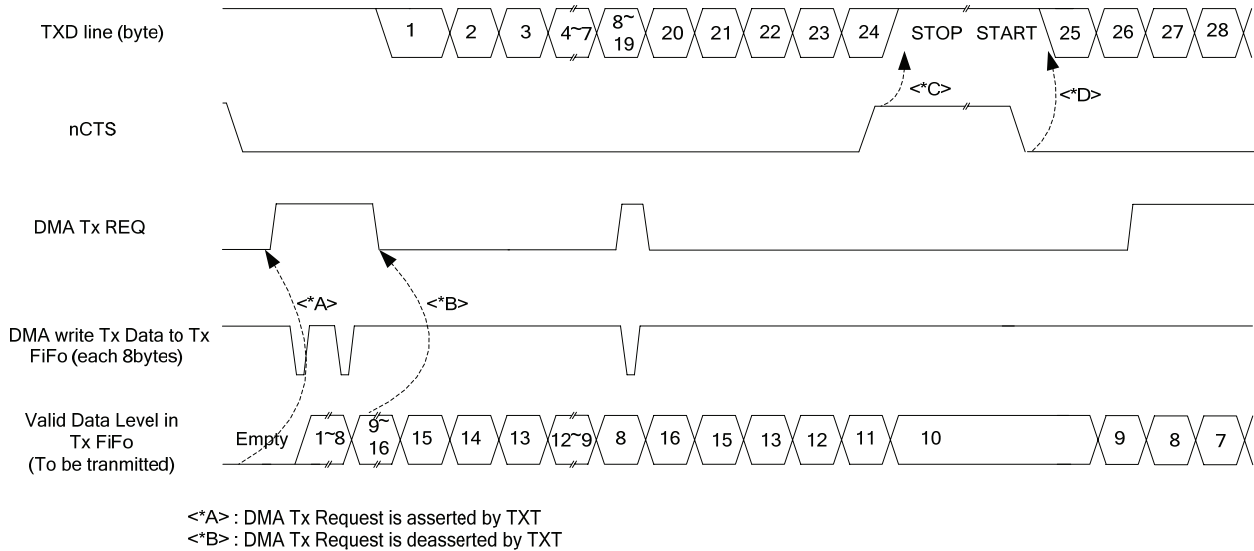 TXD line (byte)
1 2 3 4~7 8~19 20 21 22 23 24 STOP START 25 26 27 28
<*C>
<*D>
nCTS
DMA Tx REQ
<*A>
<*B>
DMA write Tx Data to Tx
FiFo (each 8bytes)
Valid Data Level in
Tx FiFo
(To be tranmitted)
Empty 1~8 9~16 15 14 13 12~9 8 16 15 13 12 11 10 9 8 7
<*A> : DMA Tx Request is asserted by TXT
<*B> : DMA Tx Request is deasserted by TXT